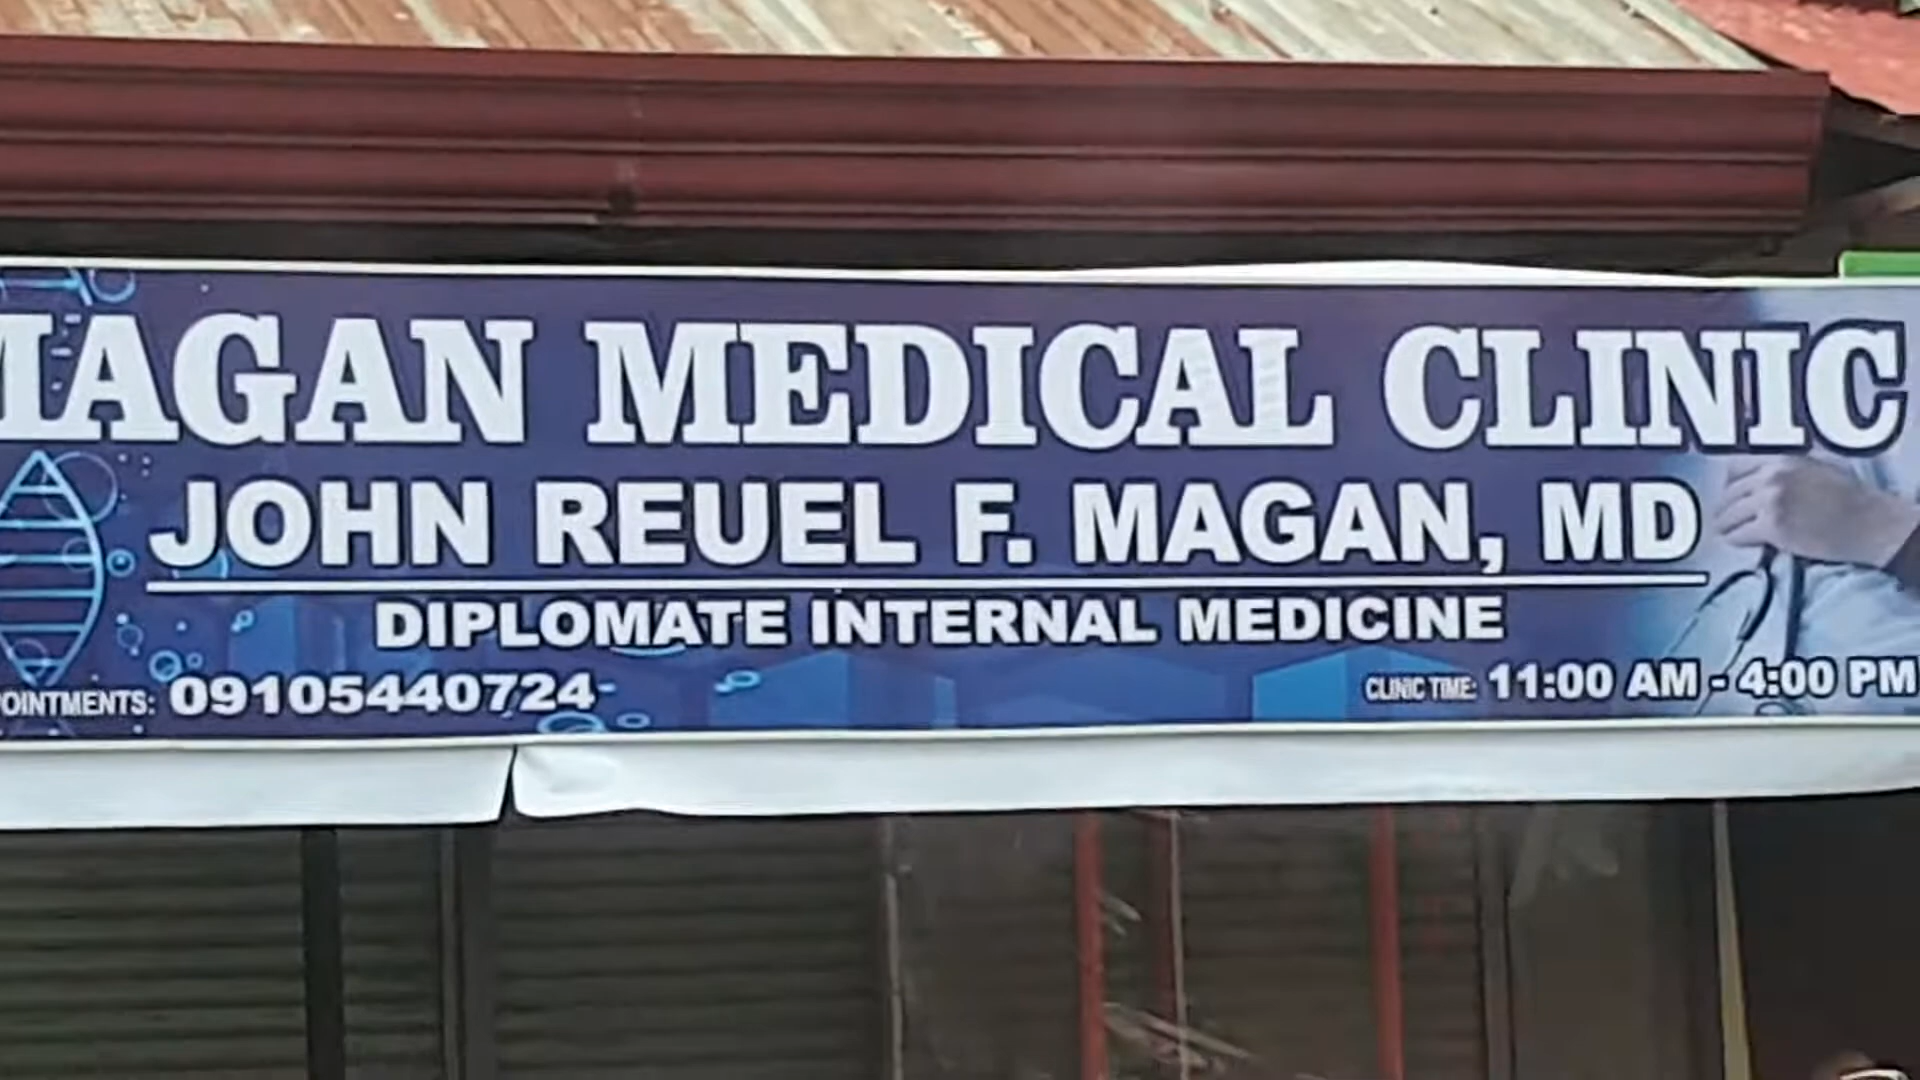 MAGAN MEDICAL CLINIC
JOHN REUEL F. MAGAN, MD
DIPLOMATE INTERNAL MEDICINE
OINTMENTS: 09105440724
CLINIC TIME: 11:00 AM - 4:00 PM